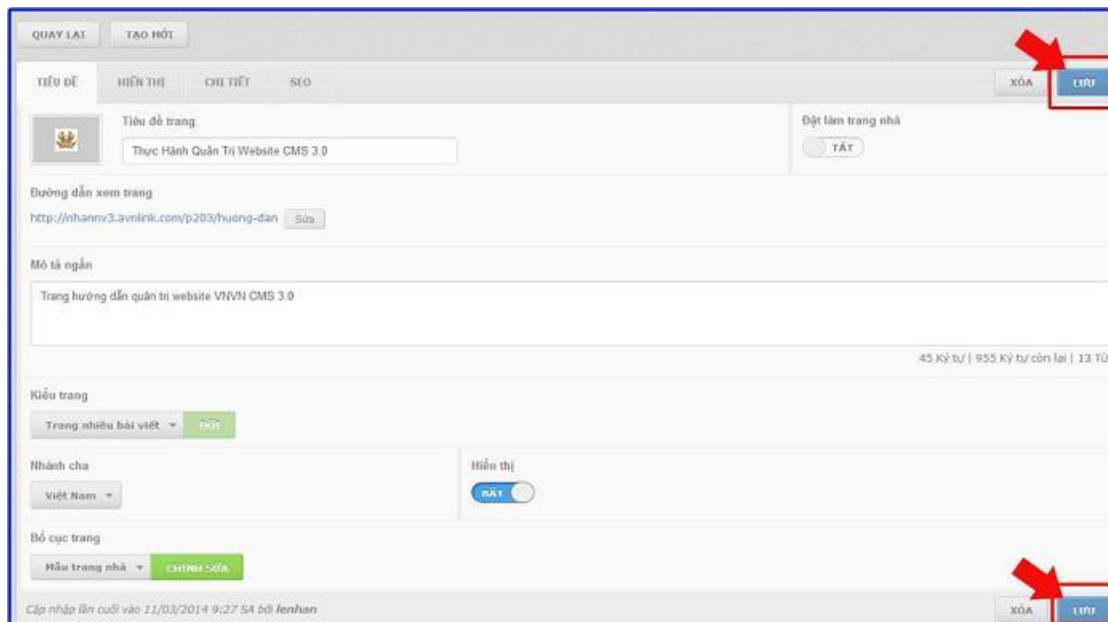 QUAY LẠI TẠO MỚI
TIÊU ĐỀ HIỂN THỊ CHI TIẾT SEO XÓA LƯU
Tiêu đề trang Đặt làm trang nhà
Thực Hành Quản Trị Website CMS 3.0 TẮT
Đường dẫn xem trang
http://nhannv3.avnlink.com/p203/huong-dan Sửa
Mô tả ngắn
Trang hướng dẫn quản trị website VNVN CMS 3.0
45 Ký tự | 955 Ký tự còn lại | 13 Từ
Kiểu trang
Trang nhiều bài viết ĐỔI
Nhánh cha Hiển thị
Việt Nam BẬT
Bố cục trang
Mẫu trang nhà CHỈNH SỬA
Cập nhập lần cuối vào 11/03/2014 9:27 SA bởi lenhan XÓA LƯU